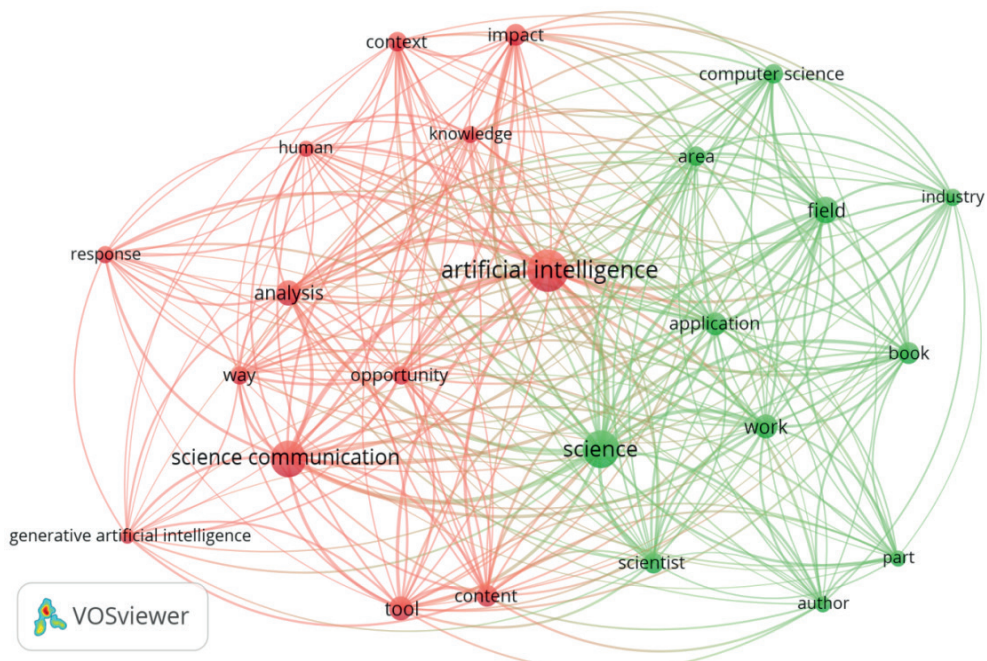 impact
context
computer science
knowledge
human
area
industry
field
response
artificial intelligence
analysis
application
book
way
opportunity
work
science
science communication
generative artificial intelligence
part
scientist
content
author
tool
VOSviewer